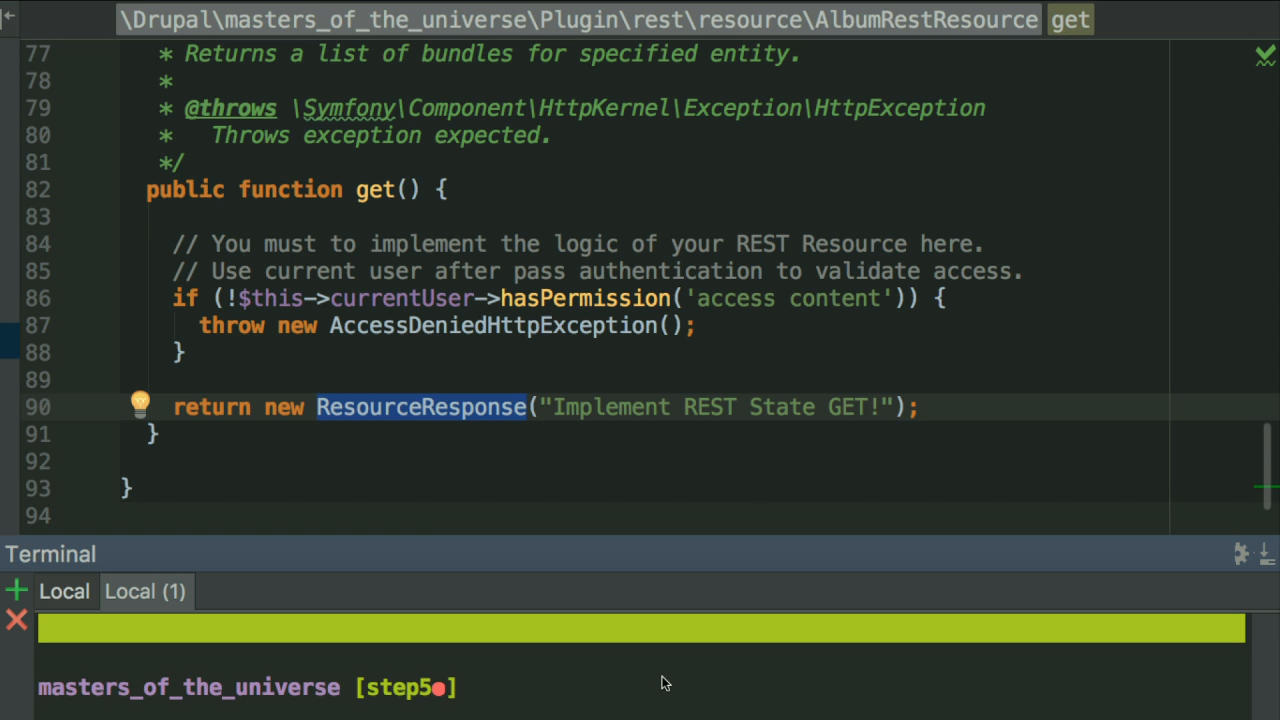 \Drupal\masters_of_the_universe\Plugin\rest\resource\AlbumRestResource get
77 * Returns a list of bundles for specified entity.
78 *
79 * @throws \Symfony\Component\HttpKernel\Exception\HttpException
80 *   Throws exception expected.
81 */
82 public function get() {
83
84 // You must to implement the logic of your REST Resource here.
85 // Use current user after pass authentication to validate access.
86 if (!$this->currentUser->hasPermission('access content')) {
87 throw new AccessDeniedHttpException();
88 }
89
90 return new ResourceResponse("Implement REST State GET!");
91 }
92
93 }
94
Terminal
Local Local (1)
masters_of_the_universe [step5●]